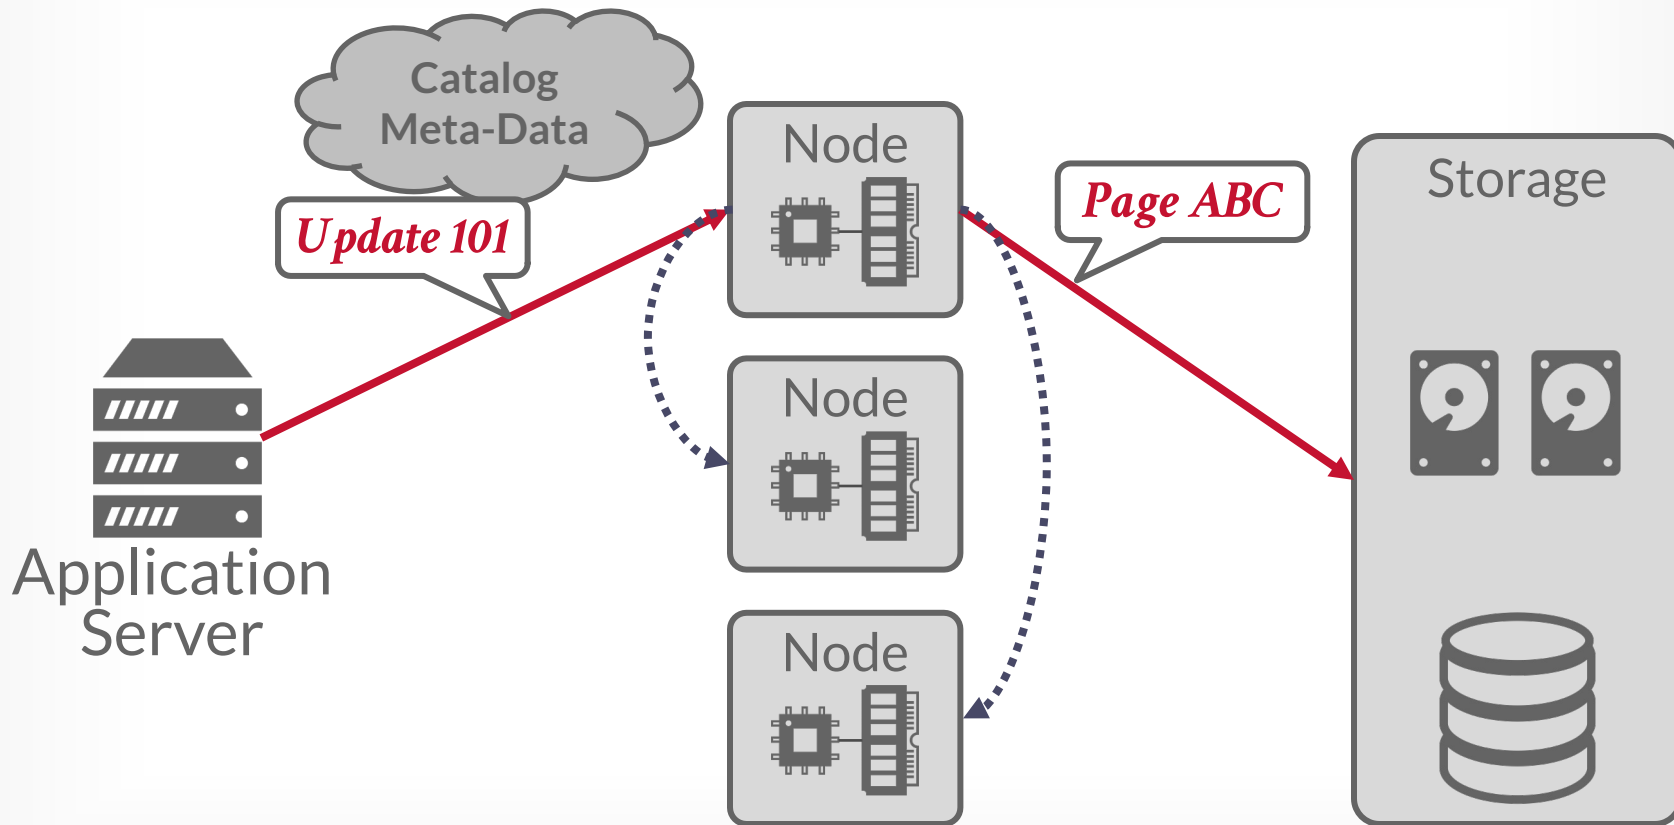 Catalog
Meta-Data
Update 101
Application
Server
Node
Node
Node
Page ABC
Storage